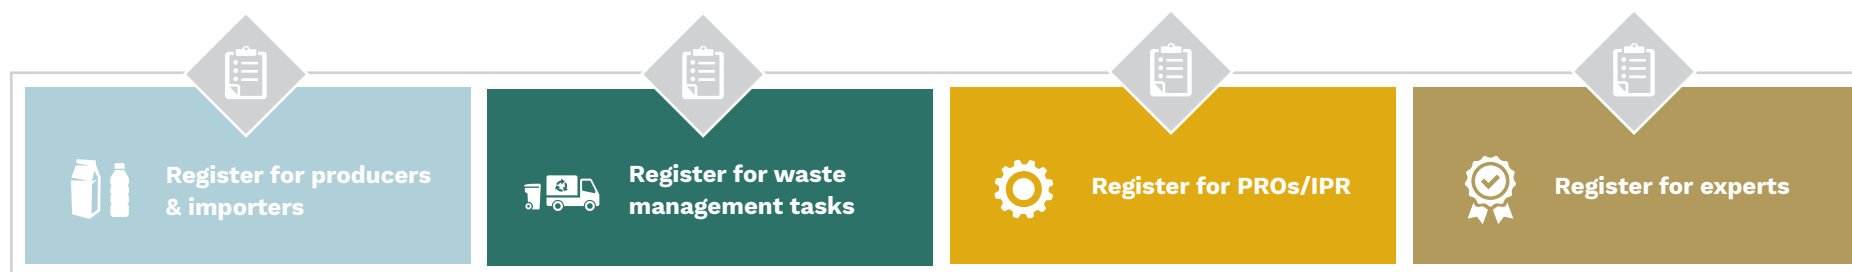 Register for producers
& importers
Register for waste
management tasks
Register for PROs/IPR
Register for experts